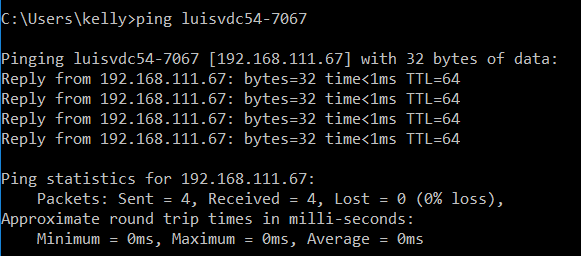 C:\Users\kelly>ping luisvdc54-7067
Pinging luisvdc54-7067 [192.168.111.67] with 32 bytes of data:
Reply from 192.168.111.67: bytes=32 time<1ms TTL=64
Reply from 192.168.111.67: bytes=32 time<1ms TTL=64
Reply from 192.168.111.67: bytes=32 time<1ms TTL=64
Reply from 192.168.111.67: bytes=32 time<1ms TTL=64
Ping statistics for 192.168.111.67:
Packets: Sent = 4, Received = 4, Lost = 0 (0% loss),
Approximate round trip times in milli-seconds:
Minimum = 0ms, Maximum = 0ms, Average = 0ms